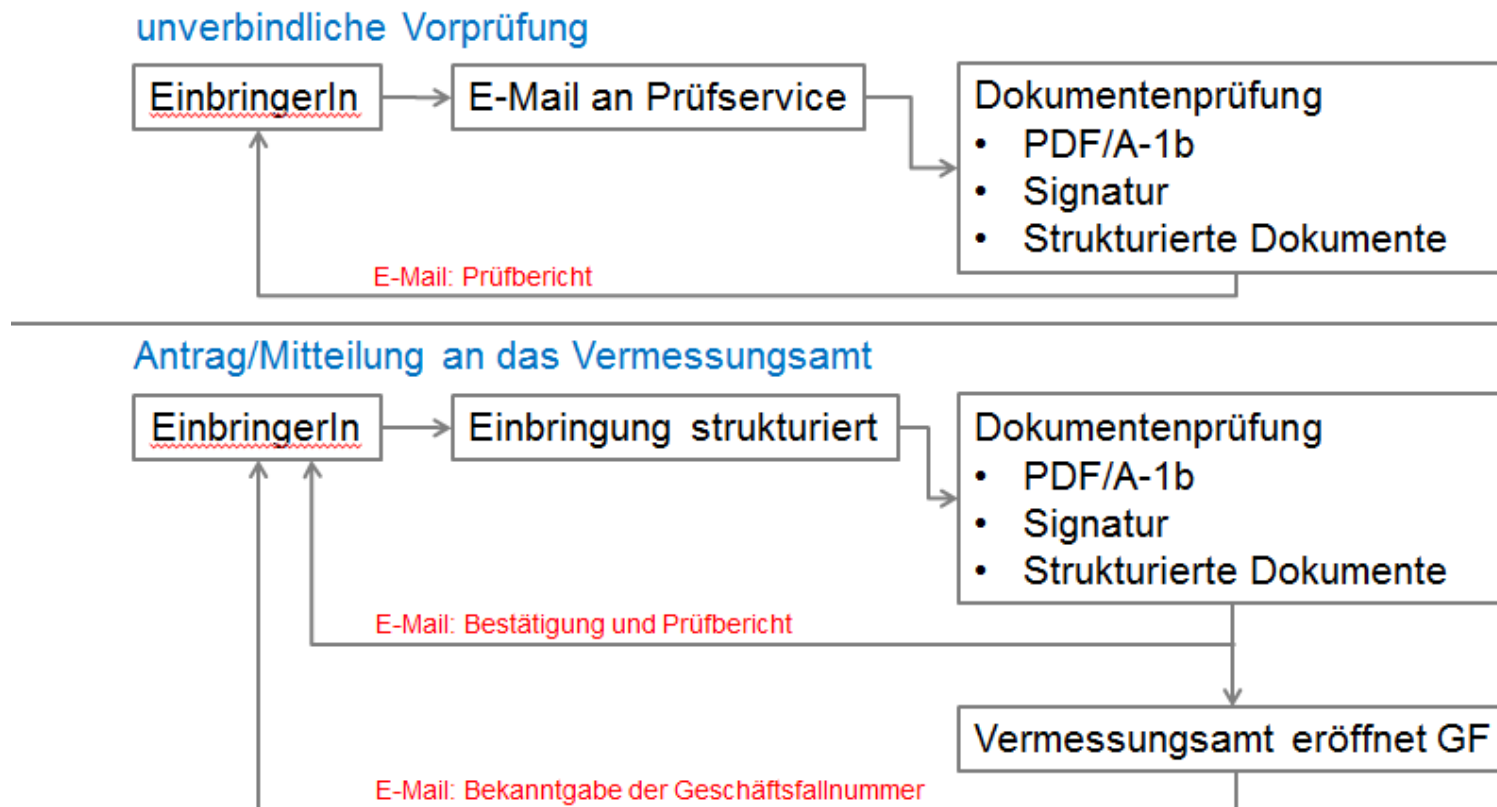 unverbindliche Vorprüfung
EinbringerIn
E-Mail an Prüfservice
Dokumentenprüfung
• PDF/A-1b
• Signatur
• Strukturierte Dokumente
E-Mail: Prüfbericht
Antrag/Mitteilung an das Vermessungsamt
EinbringerIn
Einbringung strukturiert
Dokumentenprüfung
• PDF/A-1b
• Signatur
• Strukturierte Dokumente
E-Mail: Bestätigung und Prüfbericht
Vermessungsamt eröffnet GF
E-Mail: Bekanntgabe der Geschäftsfallnummer